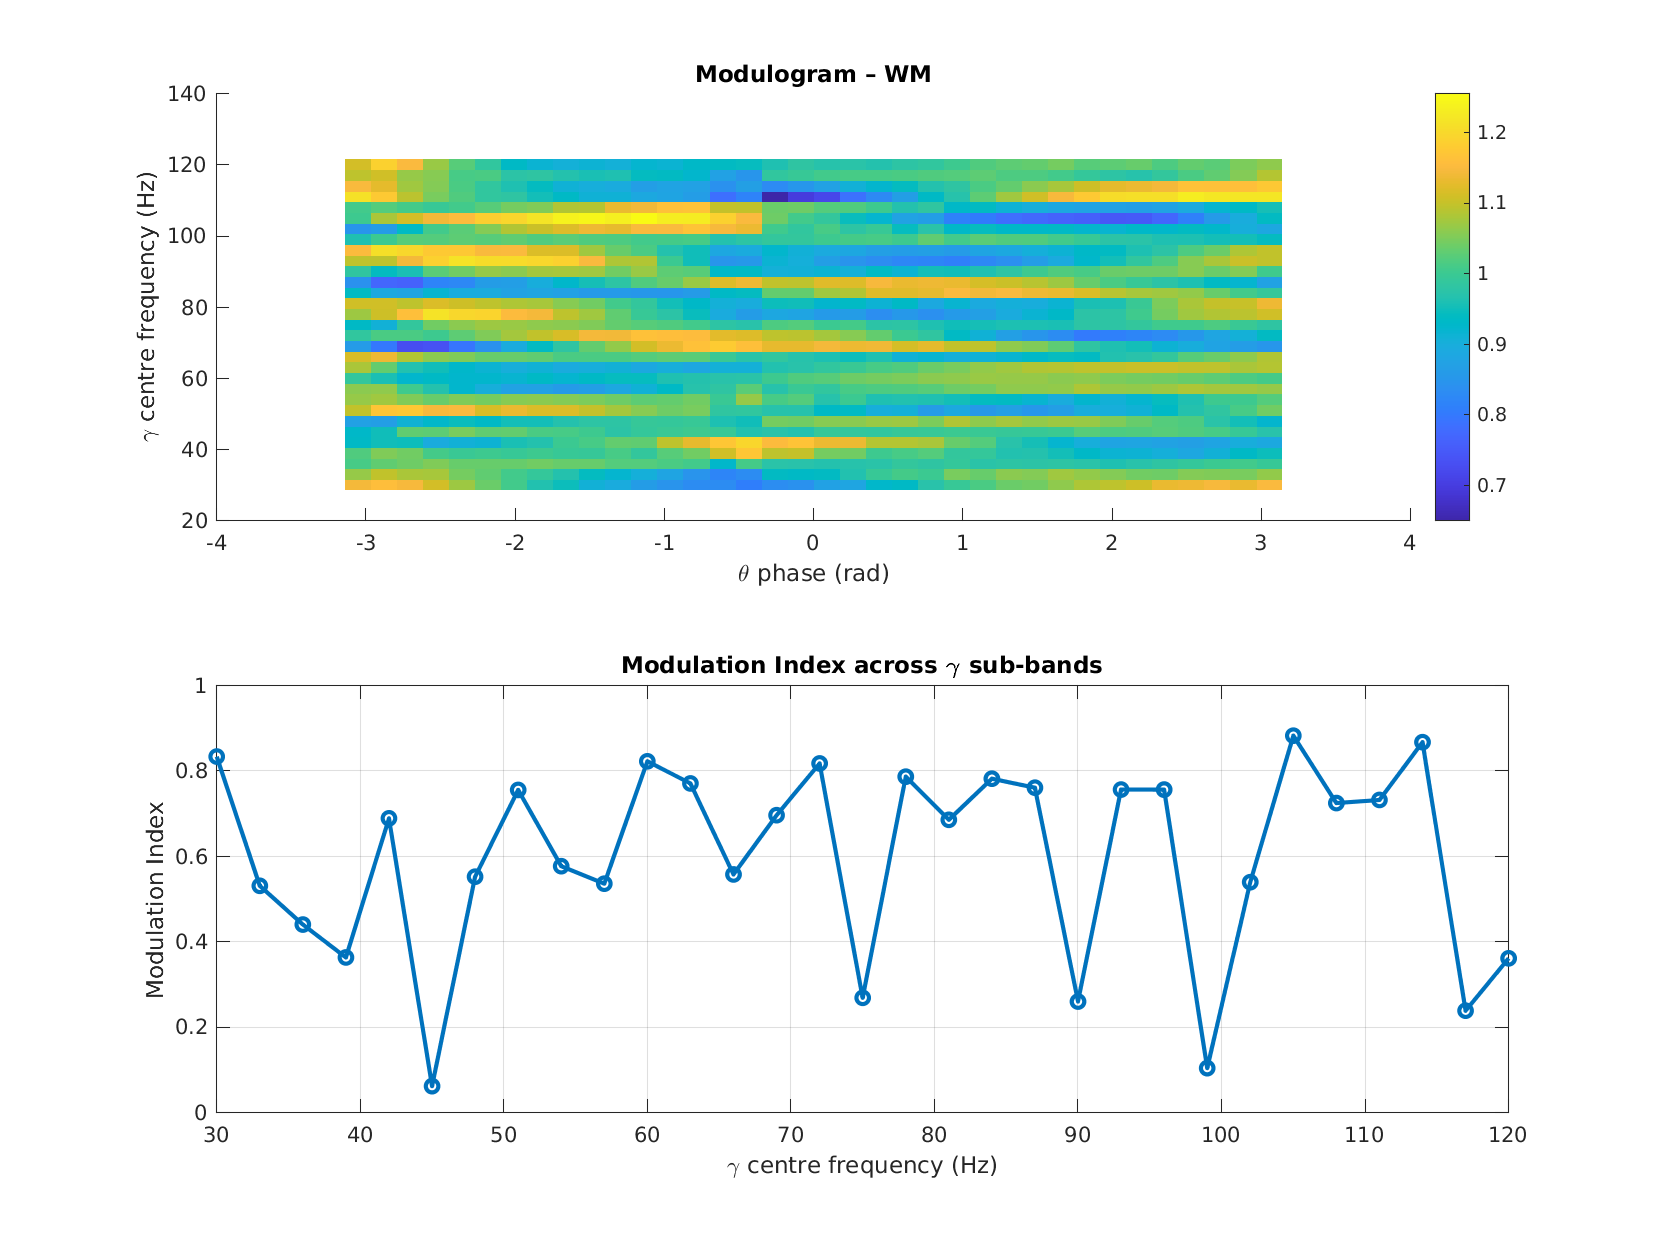 Modulogram – WM
γ centre frequency (Hz)
140
120
100
80
60
40
20
-4 -3 -2 -1 0 1 2 3 4
θ phase (rad)
1.2
1.1
1
0.9
0.8
0.7
Modulation Index across γ sub-bands
Modulation Index
1
0.8
0.6
0.4
0.2
0
30 40 50 60 70 80 90 100 110 120
γ centre frequency (Hz)